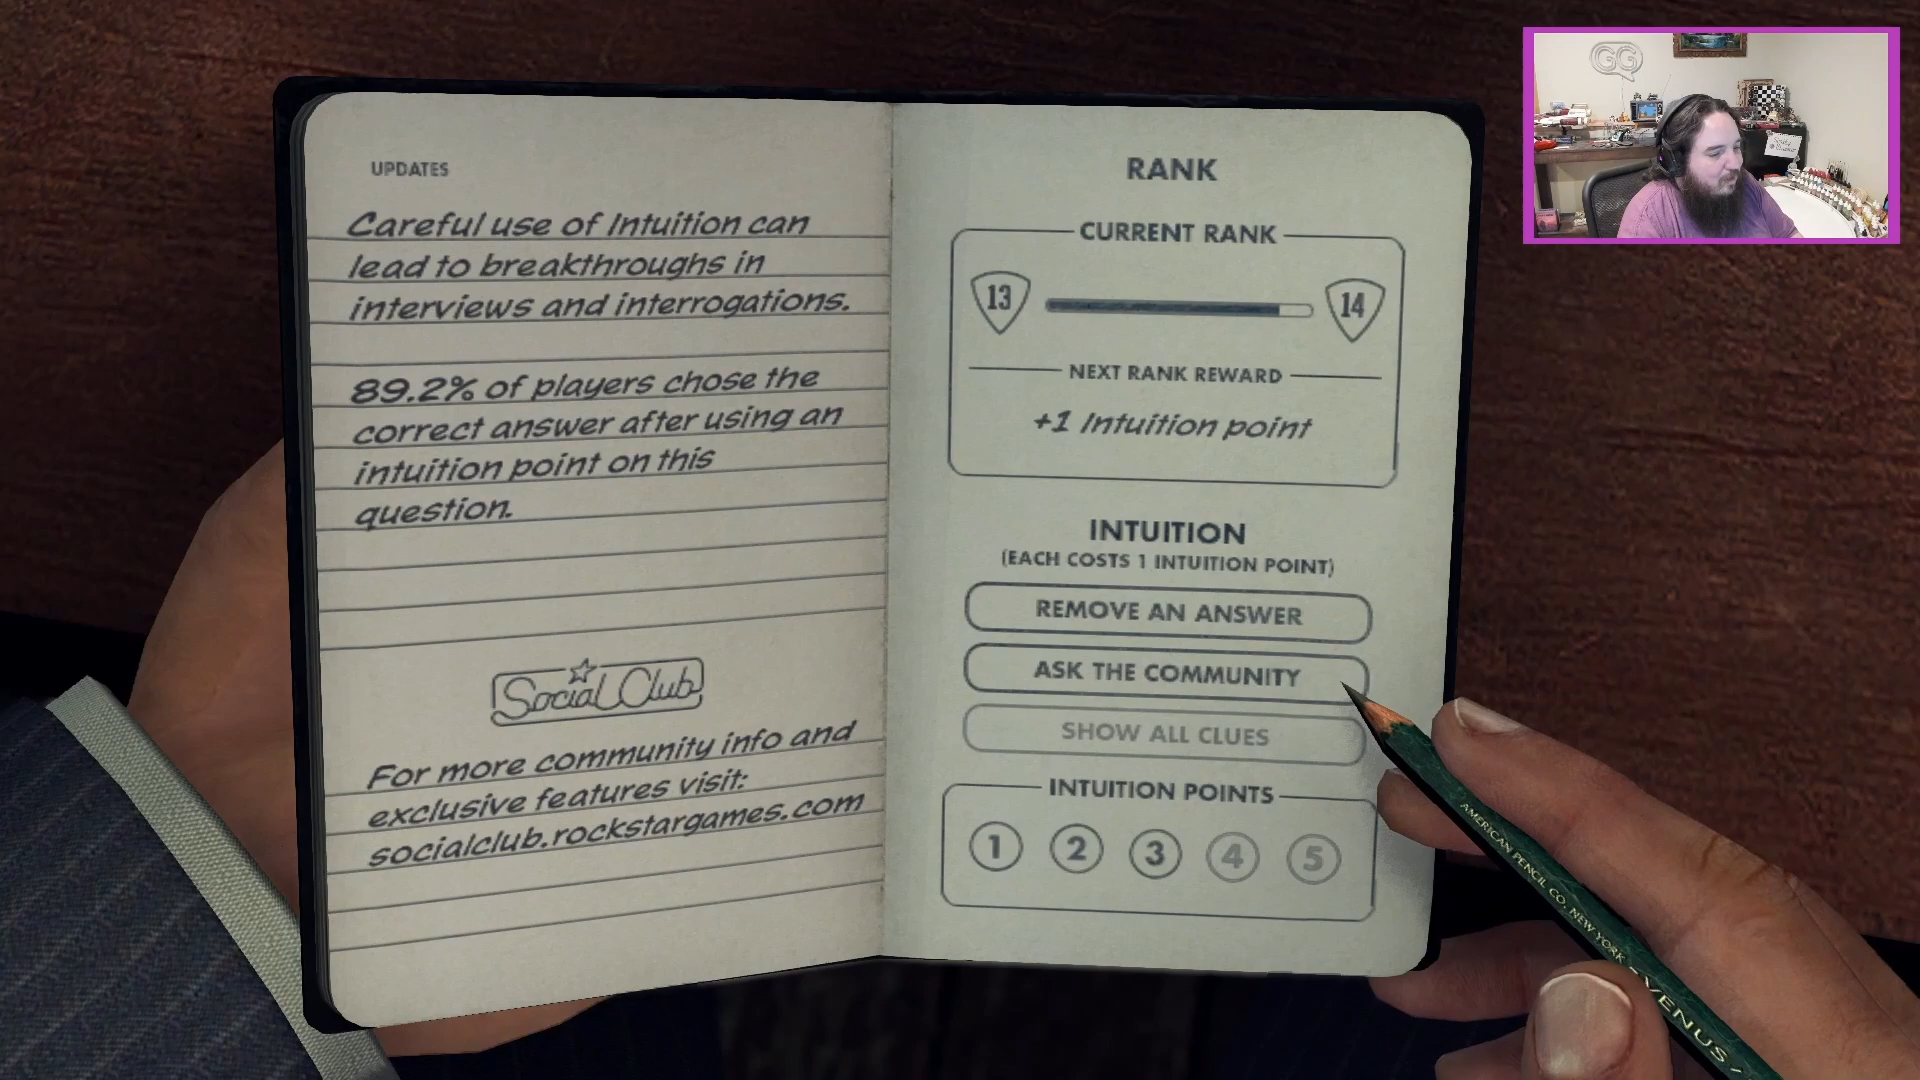 GG
UPDATES
Careful use of Intuition can
lead to breakthroughs in
interviews and interrogations.
89.2% of players chose the
correct answer after using an
intuition point on this
question.
Social Club
For more community info and
exclusive features visit:
socialclub.rockstargames.com
RANK
CURRENT RANK
13
14
NEXT RANK REWARD
+1 Intuition point
INTUITION
(EACH COSTS 1 INTUITION POINT)
REMOVE AN ANSWER
ASK THE COMMUNITY
SHOW ALL CLUES
INTUITION POINTS
1 2 3 4 5
AMERICAN PENCIL CO. NEW YORK VENUS